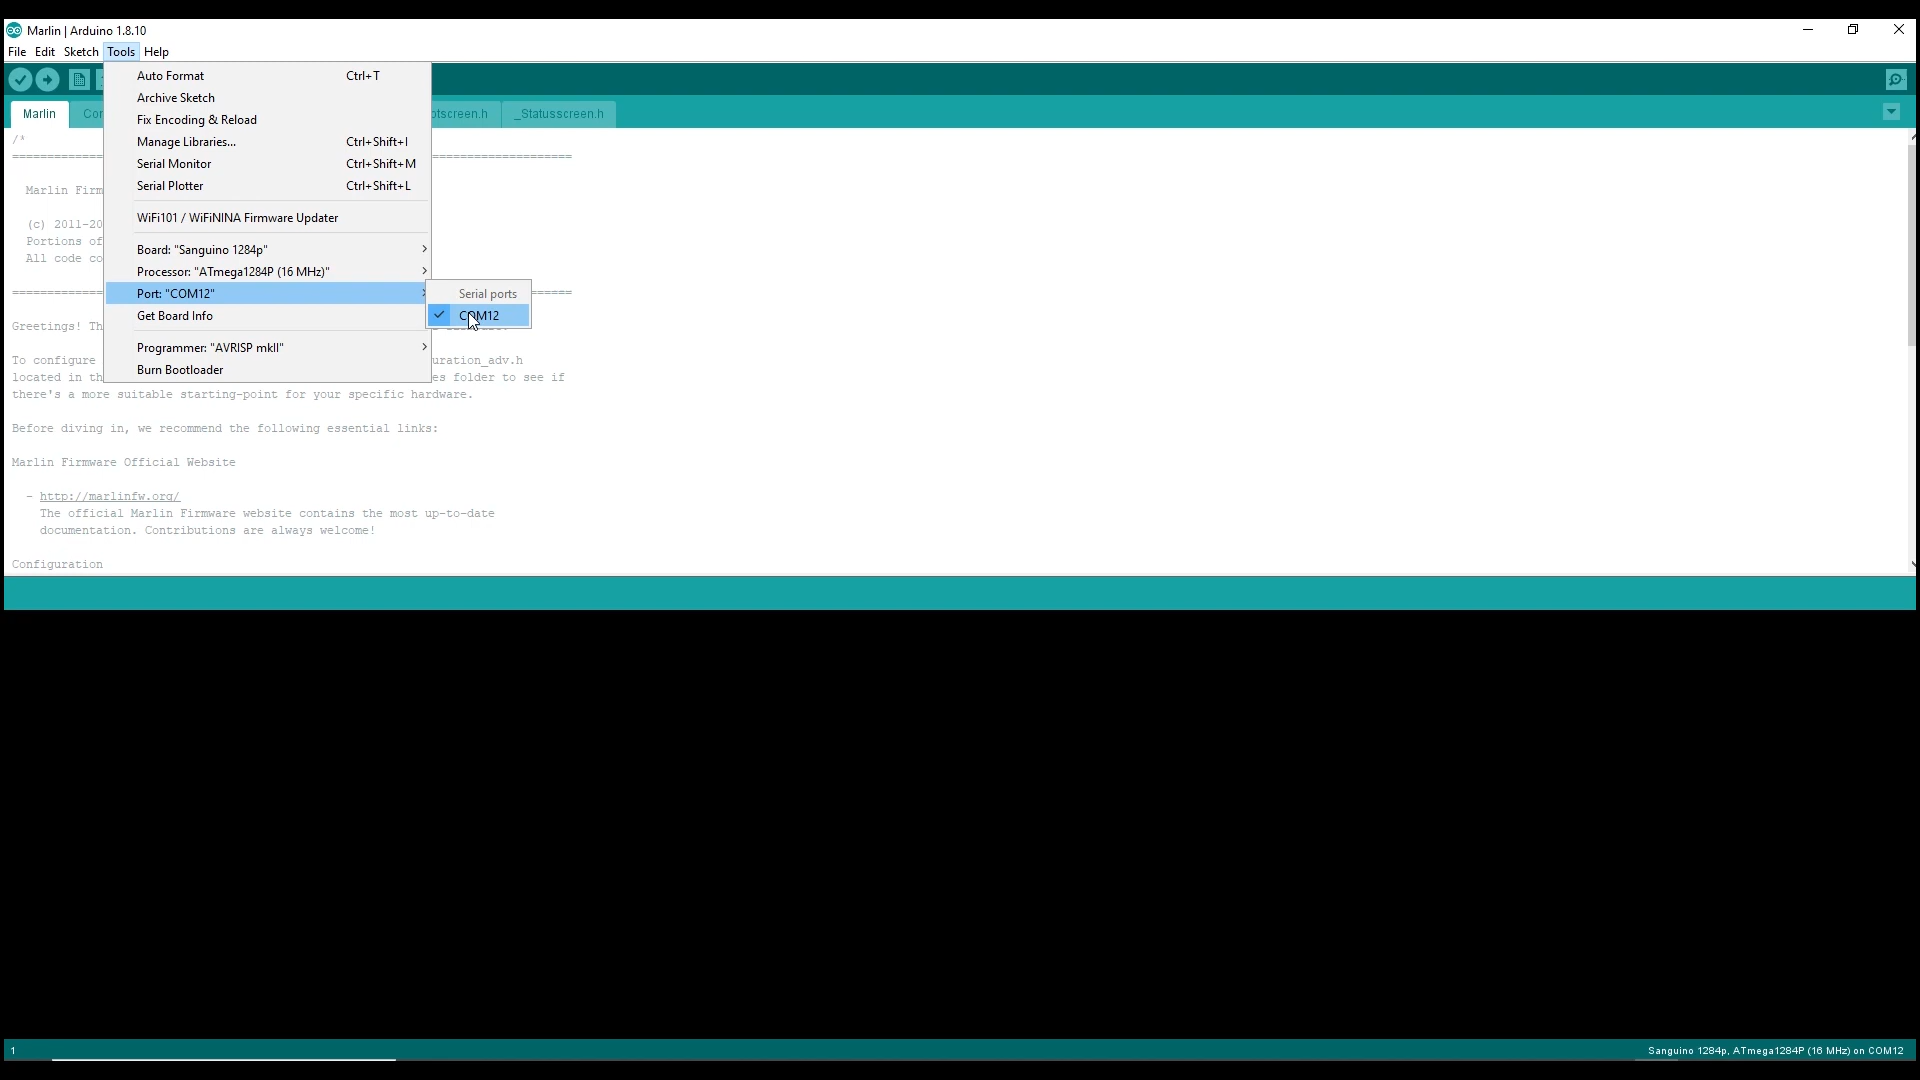 Marlin | Arduino 1.8.10
File Edit Sketch Tools Help
Auto Format Ctrl+T
Archive Sketch
Fix Encoding & Reload
Manage Libraries... Ctrl+Shift+I
Serial Monitor Ctrl+Shift+M
Serial Plotter Ctrl+Shift+L
WiFi101 / WiFiNINA Firmware Updater
Board: "Sanguino 1284p"
Processor: "ATmega1284P (16 MHz)"
Port: "COM12"
Get Board Info
Programmer: "AVRISP mkII"
Burn Bootloader
Serial ports
COM12
Marlin _Statusscreen.h
/*
Marlin
(c) 2011-20
Portions of
All code
Greetings!
To configure
located in es folder to see if
there's a more suitable starting-point for your specific hardware.
Before diving in, we recommend the following essential links:
Marlin Firmware Official Website
- http://marlinfw.org/
The official Marlin Firmware website contains the most up-to-date
documentation. Contributions are always welcome!
Configuration
1
Sanguino 1284p, ATmega1284P (16 MHz) on COM12